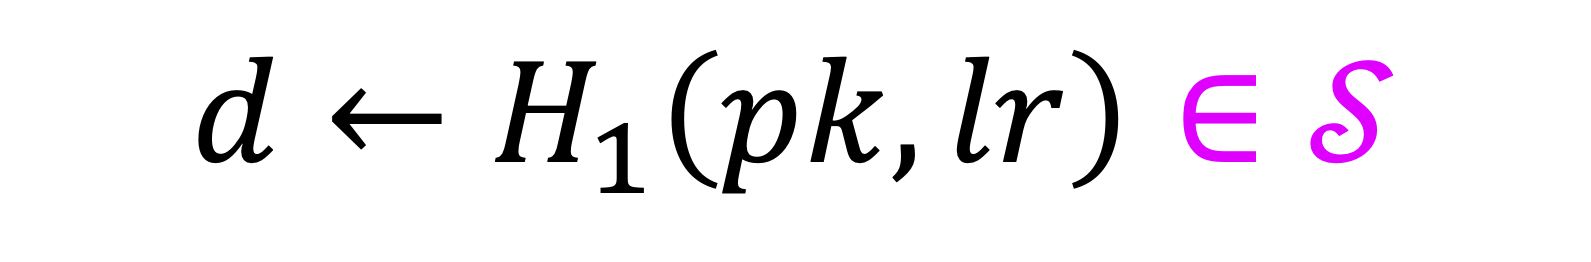 d ← H₁(pk, lr) ∈ 𝒮